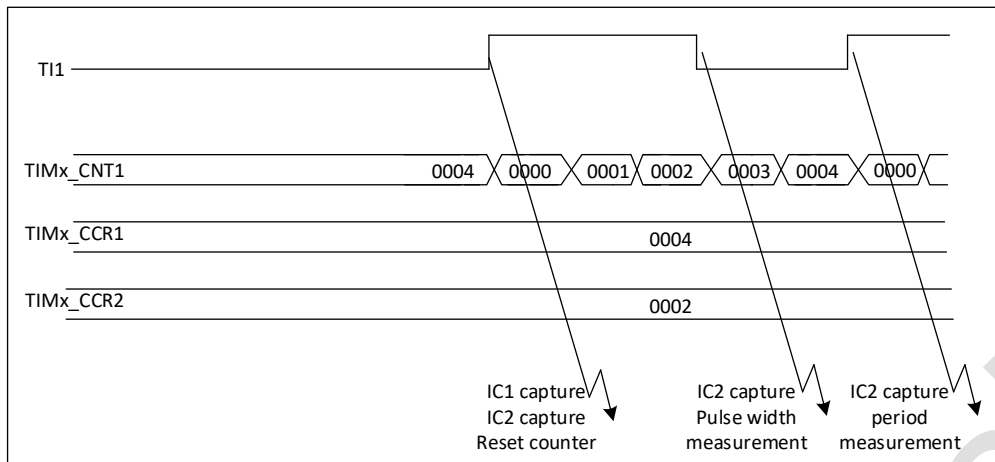 TI1
TIMx_CNT1
0004 0000 0001 0002 0003 0004 0000
TIMx_CCR1
0004
TIMx_CCR2
0002
IC1 capture
IC2 capture
Reset counter
IC2 capture
Pulse width
measurement
IC2 capture
period
measurement